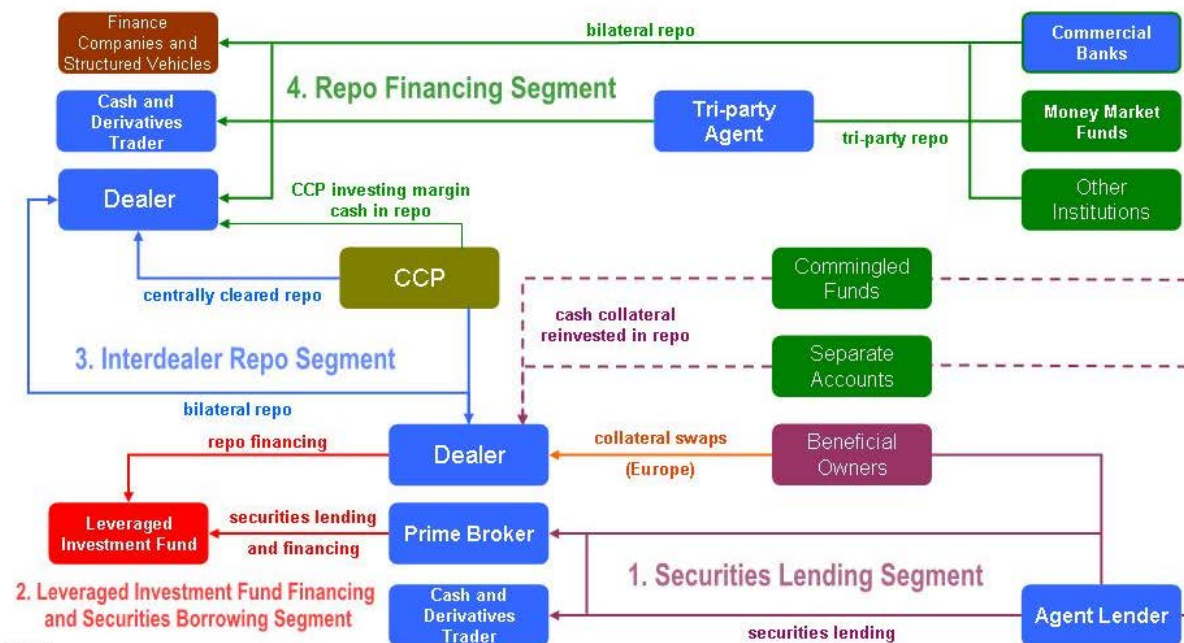 Finance
Companies and
Structured Vehicles
bilateral repo
Commercial
Banks
4. Repo Financing Segment
Cash and
Derivatives
Trader
Tri-party
Agent
tri-party repo
Money Market
Funds
Dealer
CCP investing margin
cash in repo
Other
Institutions
CCP
centrally cleared repo
Commingled
Funds
cash collateral
reinvested in repo
3. Interdealer Repo Segment
Separate
Accounts
bilateral repo
repo financing
Dealer
collateral swaps
(Europe)
Beneficial
Owners
Leveraged
Investment Fund
securities lending
and financing
Prime Broker
1. Securities Lending Segment
2. Leveraged Investment Fund Financing
and Securities Borrowing Segment
Cash and
Derivatives
Trader
securities lending
Agent Lender